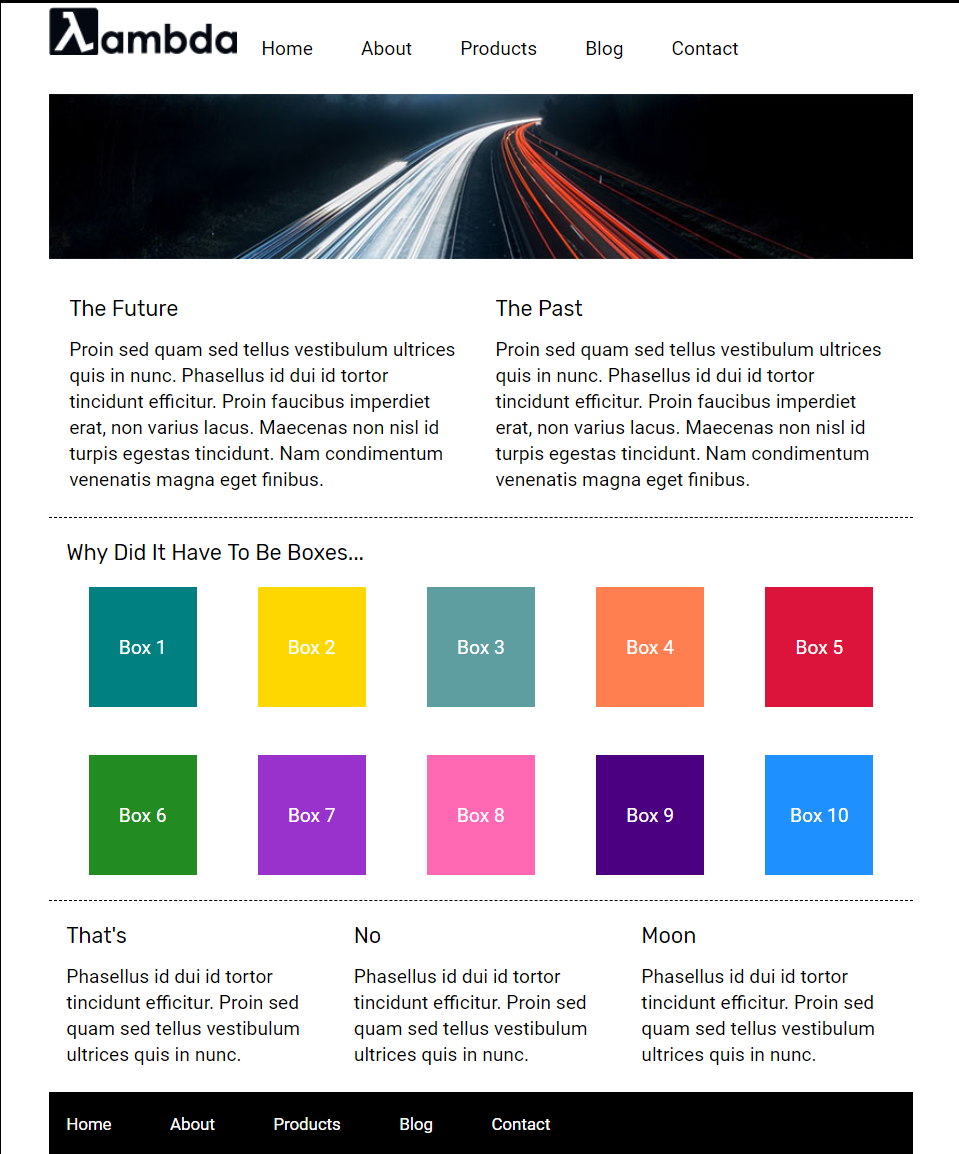 λambda
Home About Products Blog Contact
The Future
Proin sed quam sed tellus vestibulum ultrices
quis in nunc. Phasellus id dui id tortor
tincidunt efficitur. Proin faucibus imperdiet
erat, non varius lacus. Maecenas non nisl id
turpis egestas tincidunt. Nam condimentum
venenatis magna eget finibus.
The Past
Proin sed quam sed tellus vestibulum ultrices
quis in nunc. Phasellus id dui id tortor
tincidunt efficitur. Proin faucibus imperdiet
erat, non varius lacus. Maecenas non nisl id
turpis egestas tincidunt. Nam condimentum
venenatis magna eget finibus.
Why Did It Have To Be Boxes...
Box 1 Box 2 Box 3 Box 4 Box 5
Box 6 Box 7 Box 8 Box 9 Box 10
That's
Phasellus id dui id tortor
tincidunt efficitur. Proin sed
quam sed tellus vestibulum
ultrices quis in nunc.
No
Phasellus id dui id tortor
tincidunt efficitur. Proin sed
quam sed tellus vestibulum
ultrices quis in nunc.
Moon
Phasellus id dui id tortor
tincidunt efficitur. Proin sed
quam sed tellus vestibulum
ultrices quis in nunc.
Home About Products Blog Contact